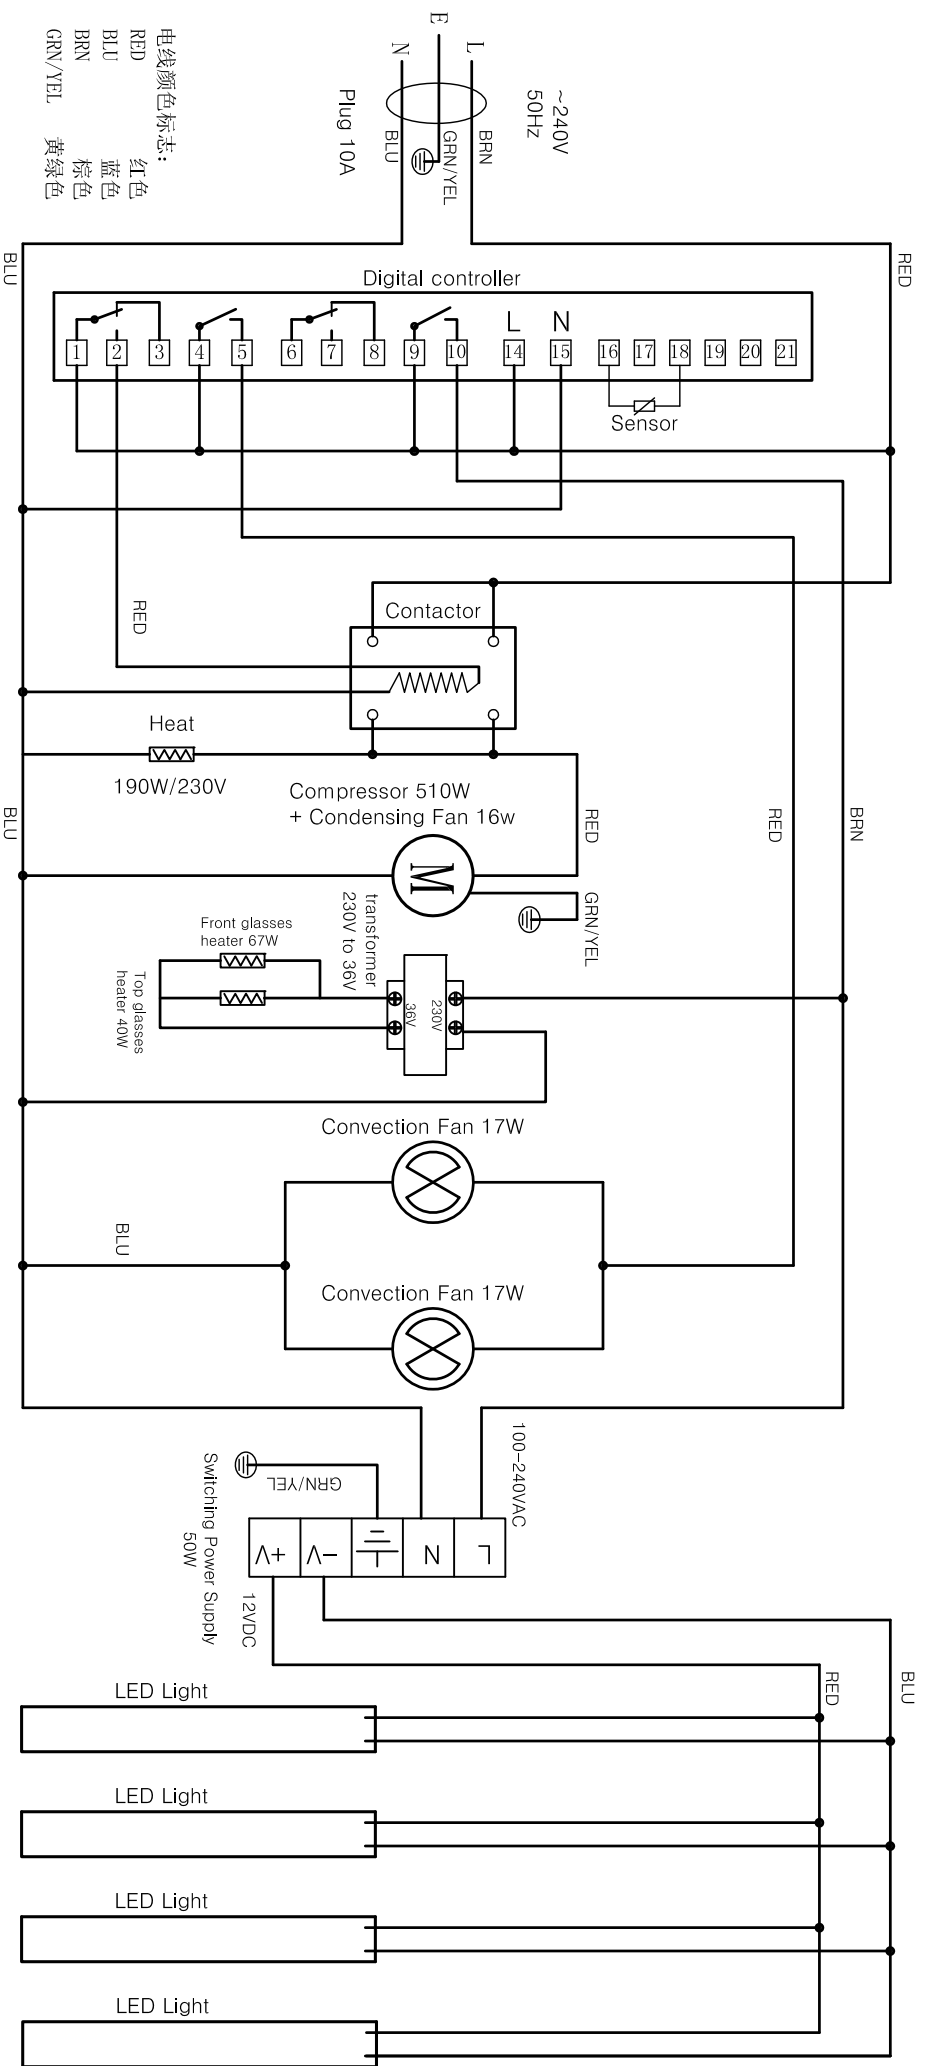 E
L
N
~240V
50Hz
Plug 10A
BRN
GRN/YEL
BLU
电线颜色标志:
RED 红色
BLU 蓝色
BRN 棕色
GRN/YEL 黄绿色
BLU
RED
Digital controller
L N
1 2 3 4 5 6 7 8 9 10 14 15 16 17 18 19 20 21
Sensor
RED
Contactor
Heat
190W/230V
Compressor 510W
+ Condensing Fan 16w
M
BLU
RED
RED
BRN
GRN/YEL
transformer
230V to 36V
Front glasses
heater 67W
Top glasses
heater 40W
36V
230V
Convection Fan 17W
BLU
Convection Fan 17W
100-240VAC
GRN/YEL
Switching Power Supply
50W
V+ V- N L
12VDC
BLU
RED
LED Light
LED Light
LED Light
LED Light